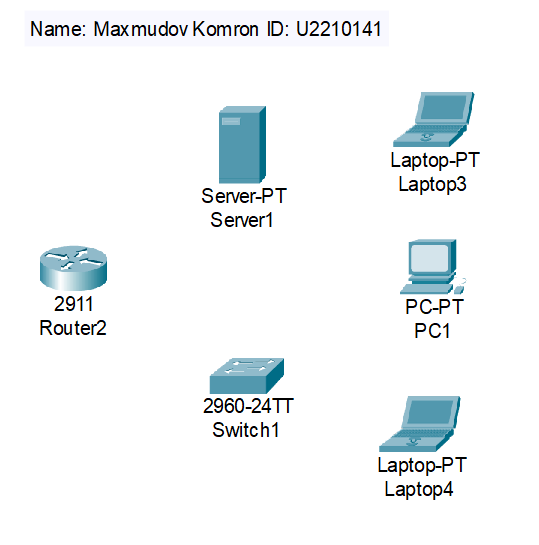 Name: Maxmudov Komron ID: U2210141
Server-PT
Server1
Laptop-PT
Laptop3
2911
Router2
PC-PT
PC1
2960-24TT
Switch1
Laptop-PT
Laptop4